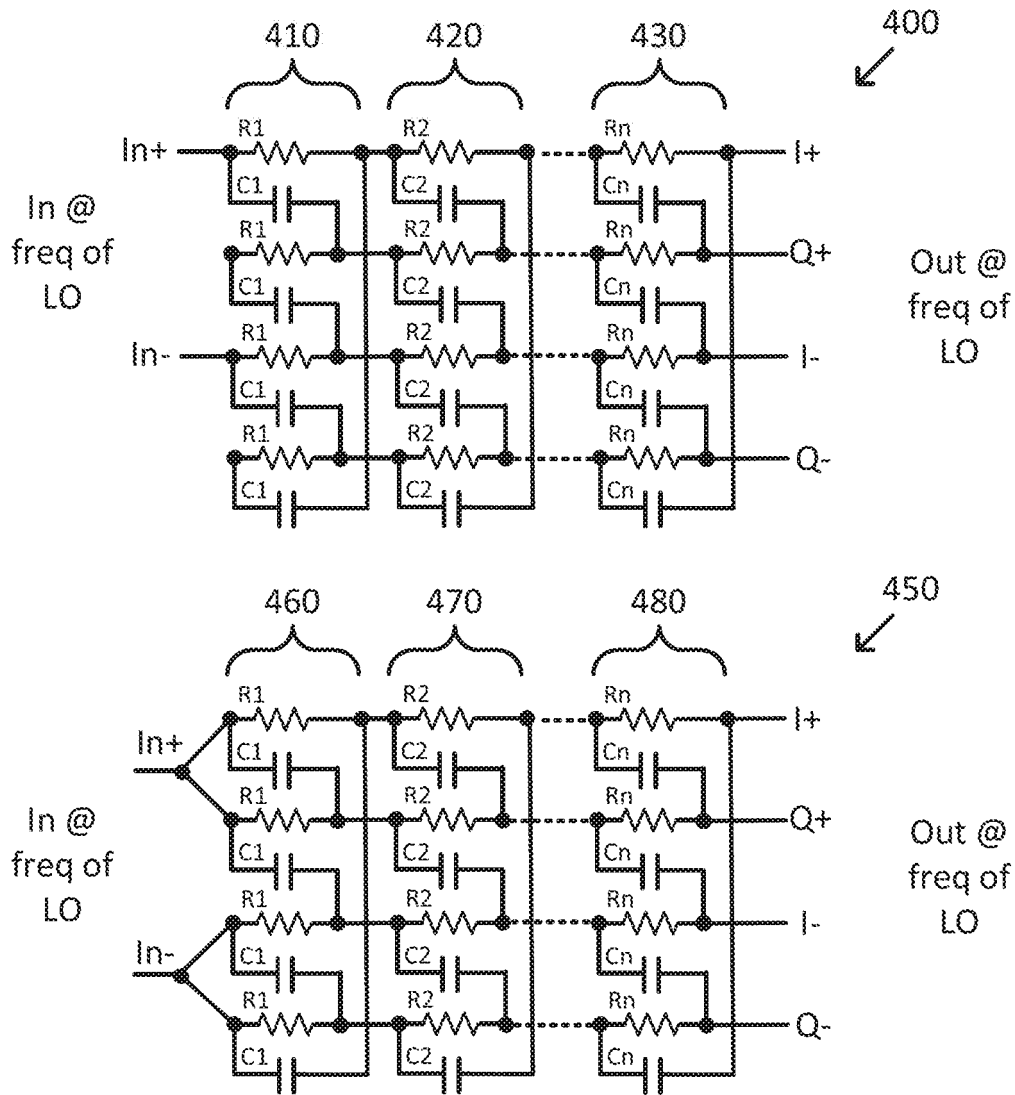 410 420 430 400
R1 R2 Rn
In+ I+
C1 C2 Cn
In @
freq of
LO
R1 R2 Rn
Q+
Out @
freq of
LO
C1 C2 Cn
R1 R2 Rn
In- I-
C1 C2 Cn
R1 R2 Rn
Q-
C1 C2 Cn
460 470 480 450
R1 R2 Rn
I+
In+
C1 C2 Cn
R1 R2 Rn
Q+
In @
freq of
LO
Out @
freq of
LO
C1 C2 Cn
R1 R2 Rn
I-
In-
C1 C2 Cn
R1 R2 Rn
Q-
C1 C2 Cn